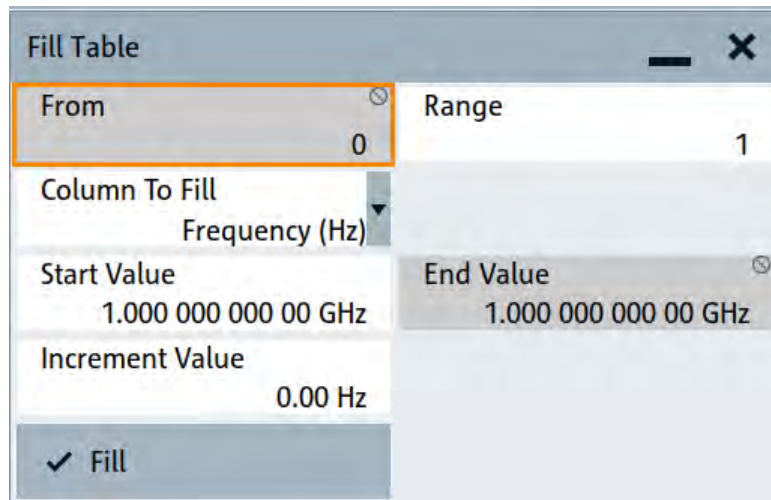 Fill Table
From
0
Range
1
Column To Fill
Frequency (Hz)
Start Value
1.000 000 000 00 GHz
End Value
1.000 000 000 00 GHz
Increment Value
0.00 Hz
Fill